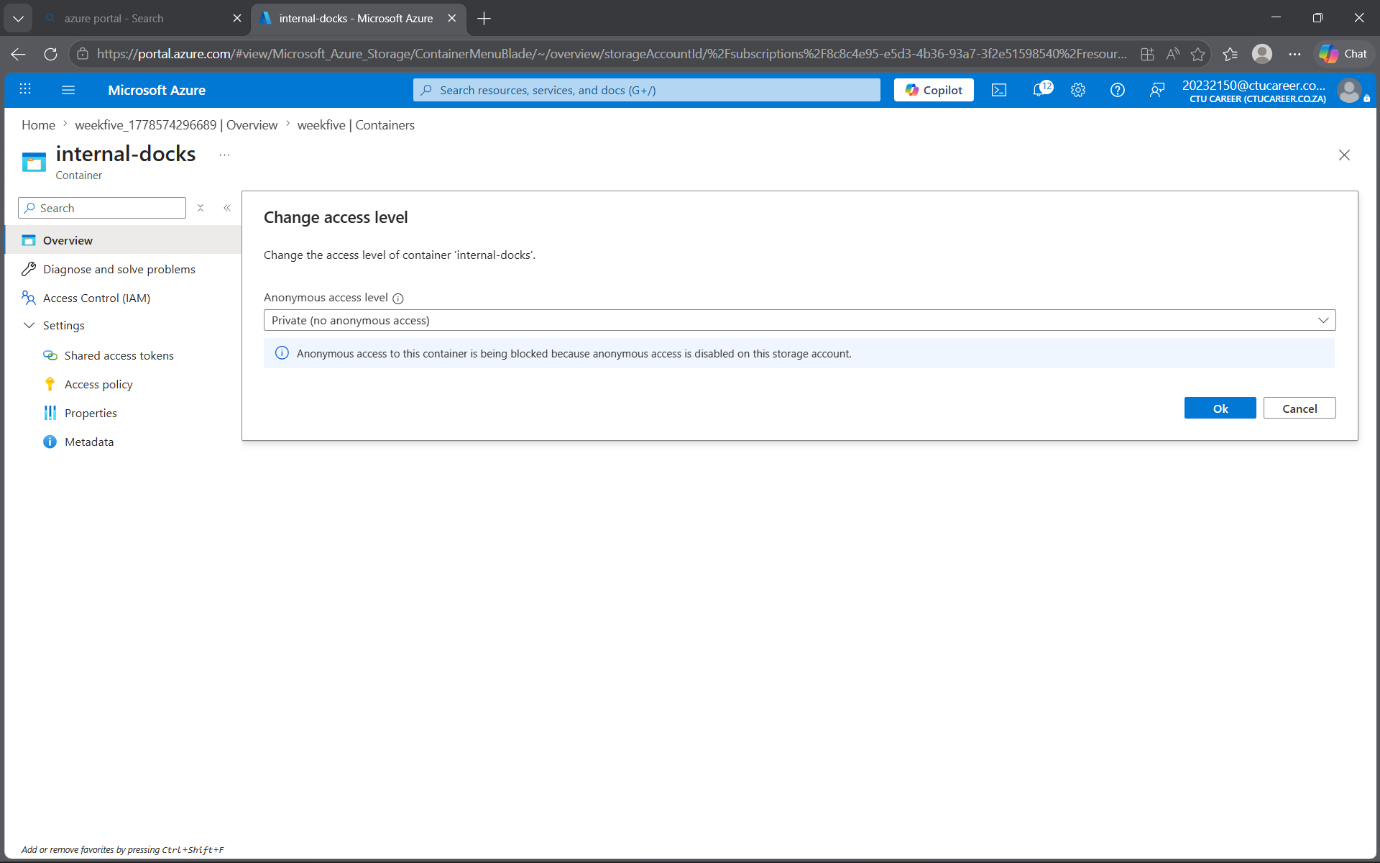 azure portal - Search
internal-docks - Microsoft Azure
https://portal.azure.com/#view/Microsoft_Azure_Storage/ContainerMenuBlade/~/overview/storageAccountId/%2Fsubscriptions%2F8c8c4e95-e5d3-4b36-93a7-3f2e51598540%2Fresour...
Chat
Microsoft Azure
Search resources, services, and docs (G+/)
Copilot
12
20232150@ctucareer.co...
CTU CAREER (CTUCAREER.CO.ZA)
Home > weekfive_1778574296689 | Overview > weekfive | Containers
internal-docks
...
Container
Search
Overview
Diagnose and solve problems
Access Control (IAM)
Settings
Shared access tokens
Access policy
Properties
Metadata
Change access level
Change the access level of container 'internal-docks'.
Anonymous access level
Private (no anonymous access)
Anonymous access to this container is being blocked because anonymous access is disabled on this storage account.
Ok
Cancel
Add or remove favorites by pressing Ctrl+Shift+F